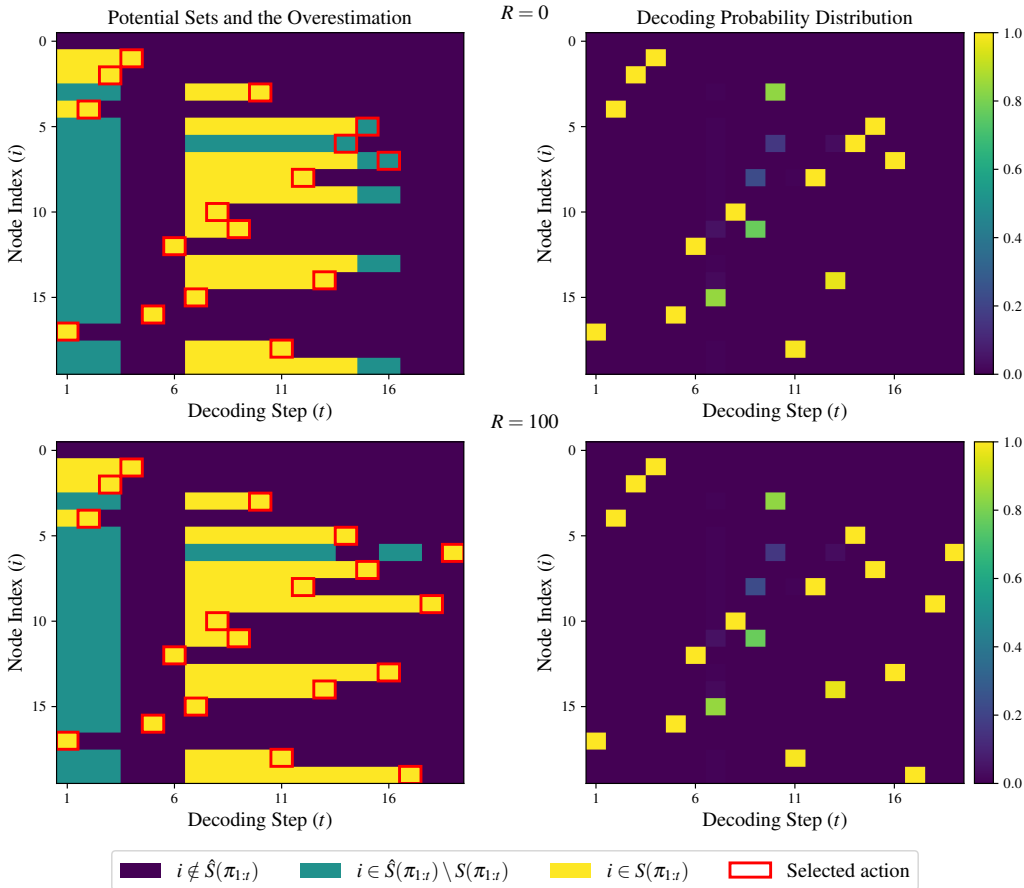 Potential Sets and the Overestimation
R = 0
Decoding Probability Distribution
0
5
10
15
Node Index (i)
1 6 11 16
Decoding Step (t)
0
5
10
15
Node Index (i)
1 6 11 16
Decoding Step (t)
1.0
0.8
0.6
0.4
0.2
0.0
R = 100
0
5
10
15
Node Index (i)
1 6 11 16
Decoding Step (t)
0
5
10
15
Node Index (i)
1 6 11 16
Decoding Step (t)
1.0
0.8
0.6
0.4
0.2
0.0
i ∉ Ŝ(π₁:ₜ) i ∈ Ŝ(π₁:ₜ) \ S(π₁:ₜ) i ∈ S(π₁:ₜ) Selected action